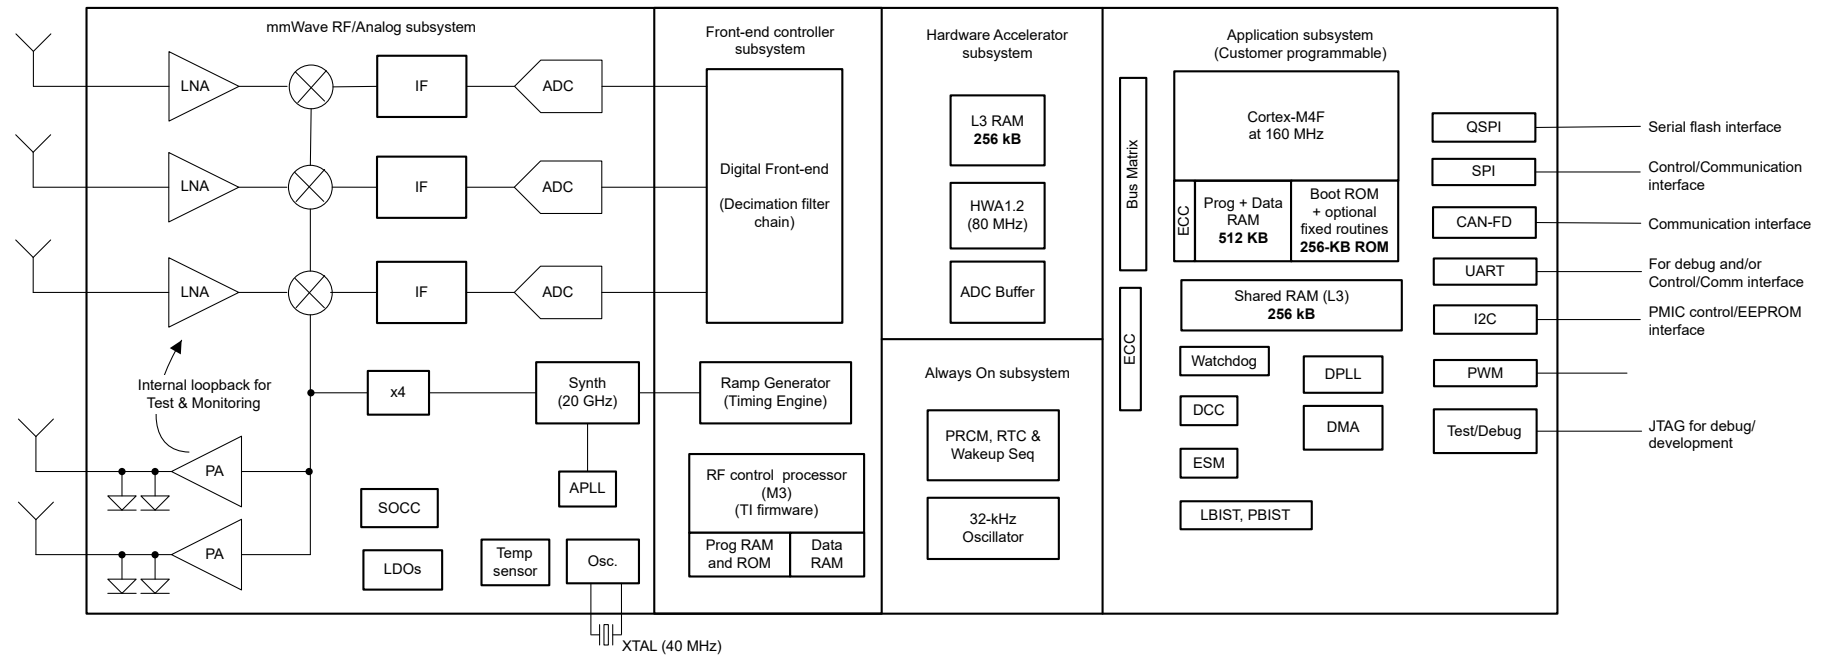 mmWave RF/Analog subsystem
LNA
IF
ADC
LNA
IF
ADC
LNA
IF
ADC
Internal loopback for
Test & Monitoring
x4
Synth
(20 GHz)
PA
APLL
SOCC
PA
LDOs
Temp
sensor
Osc.
XTAL (40 MHz)
Front-end controller
subsystem
Digital Front-end
(Decimation filter
chain)
Ramp Generator
(Timing Engine)
RF control processor
(M3)
(TI firmware)
Prog RAM
and ROM
Data
RAM
Hardware Accelerator
subsystem
L3 RAM
256 kB
HWA1.2
(80 MHz)
ADC Buffer
Always On subsystem
PRCM, RTC &
Wakeup Seq
32-kHz
Oscillator
Application subsystem
(Customer programmable)
Bus Matrix
Cortex-M4F
at 160 MHz
ECC
Prog + Data
RAM
512 KB
Boot ROM
+ optional
fixed routines
256-KB ROM
ECC
Shared RAM (L3)
256 kB
Watchdog
DPLL
DCC
DMA
ESM
LBIST, PBIST
QSPI
Serial flash interface
SPI
Control/Communication
interface
CAN-FD
Communication interface
UART
For debug and/or
Control/Comm interface
I2C
PMIC control/EEPROM
interface
PWM
Test/Debug
JTAG for debug/
development